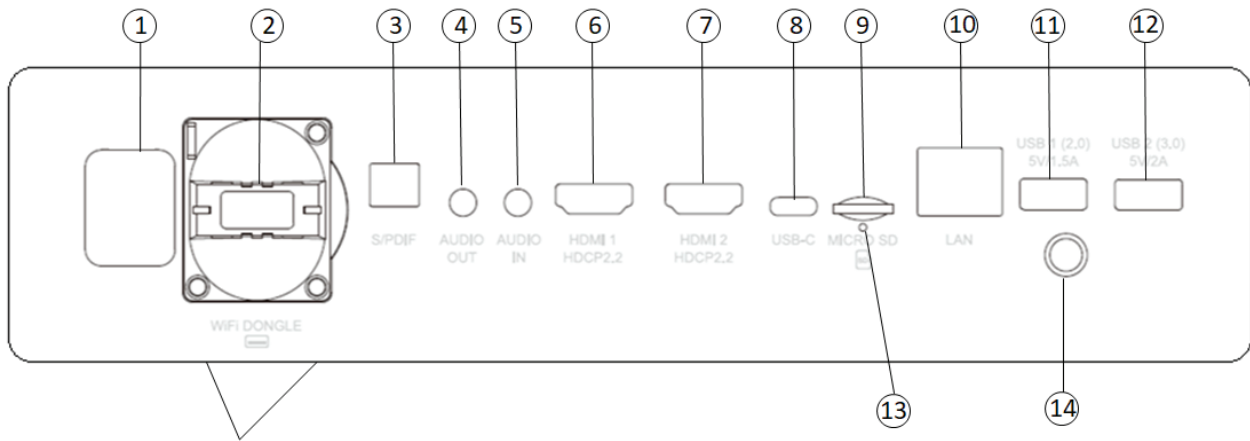 1 2 3 4 5 6 7 8 9 10 11 12
USB 1 (2,0) USB 2 (3,0)
5V/1,5A 5V/2A
S/PDIF AUDIO AUDIO HDMI 1 HDMI 2 USB-C MICRO SD LAN
OUT IN HDCP2,2 HDCP2,2
WiFi DONGLE
13 14